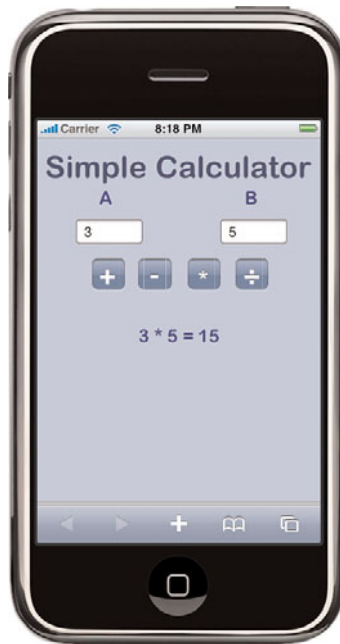 Carrier 8:18 PM
Simple Calculator
A B
3 5
+ - * ÷
3 * 5 = 15